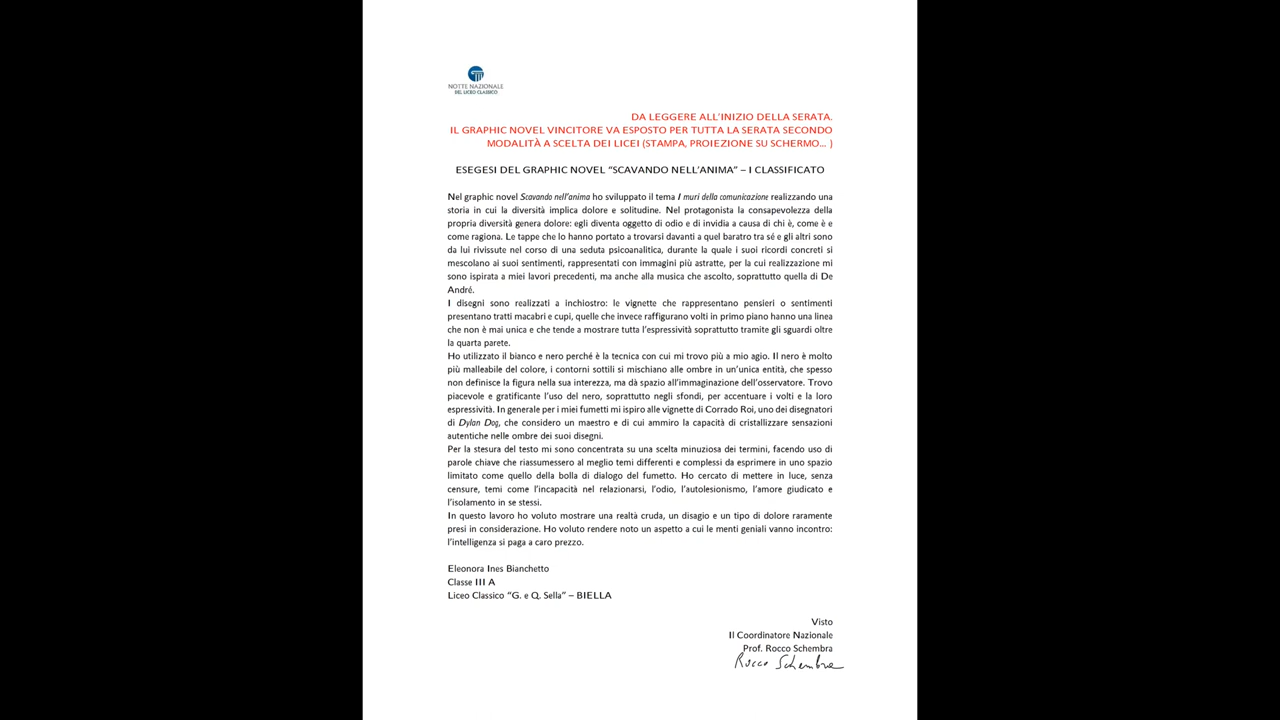 NOTTE NAZIONALE
DEL LICEO CLASSICO
DA LEGGERE ALL'INIZIO DELLA SERATA.
IL GRAPHIC NOVEL VINCITORE VA ESPOSTO PER TUTTA LA SERATA SECONDO
MODALITÀ A SCELTA DEI LICEI (STAMPA, PROIEZIONE SU SCHERMO... )
ESEGESI DEL GRAPHIC NOVEL "SCAVANDO NELL'ANIMA" – I CLASSIFICATO
Nel graphic novel Scavando nell'anima ho sviluppato il tema I muri della comunicazione realizzando una
storia in cui la diversità implica dolore e solitudine. Nel protagonista la consapevolezza della
propria diversità genera dolore: egli diventa oggetto di odio e di invidia a causa di chi è, come è e
come ragiona. Le tappe che lo hanno portato a trovarsi davanti a quel baratro tra sé e gli altri sono
da lui rivissute nel corso di una seduta psicoanalitica, durante la quale i suoi ricordi concreti si
mescolano ai suoi sentimenti, rappresentati con immagini più astratte, per la cui realizzazione mi
sono ispirata a miei lavori precedenti, ma anche alla musica che ascolto, soprattutto quella di De
André.
I disegni sono realizzati a inchiostro: le vignette che rappresentano pensieri o sentimenti
presentano tratti macabri e cupi, quelle che invece raffigurano volti in primo piano hanno una linea
che non è mai unica e che tende a mostrare tutta l'espressività soprattutto tramite gli sguardi oltre
la quarta parete.
Ho utilizzato il bianco e nero perché è la tecnica con cui mi trovo più a mio agio. Il nero è molto
più malleabile del colore, i contorni sottili si mischiano alle ombre in un'unica entità, che spesso
non definisce la figura nella sua interezza, ma dà spazio all'immaginazione dell'osservatore. Trovo
piacevole e gratificante l'uso del nero, soprattutto negli sfondi, per accentuare i volti e la loro
espressività. In generale per i miei fumetti mi ispiro alle vignette di Corrado Roi, uno dei disegnatori
di Dylan Dog, che considero un maestro e di cui ammiro la capacità di cristallizzare sensazioni
autentiche nelle ombre dei suoi disegni.
Per la stesura del testo mi sono concentrata su una scelta minuziosa dei termini, facendo uso di
parole chiave che riassumessero al meglio temi differenti e complessi da esprimere in uno spazio
limitato come quello della bolla di dialogo del fumetto. Ho cercato di mettere in luce, senza
censure, temi come l'incapacità nel relazionarsi, l'odio, l'autolesionismo, l'amore giudicato e
l'isolamento in se stessi.
In questo lavoro ho voluto mostrare una realtà cruda, un disagio e un tipo di dolore raramente
presi in considerazione. Ho voluto rendere noto un aspetto a cui le menti geniali vanno incontro:
l'intelligenza si paga a caro prezzo.
Eleonora Ines Bianchetto
Classe III A
Liceo Classico "G. e Q. Sella" – BIELLA
Visto
Il Coordinatore Nazionale
Prof. Rocco Schembra
Rocco Schembra